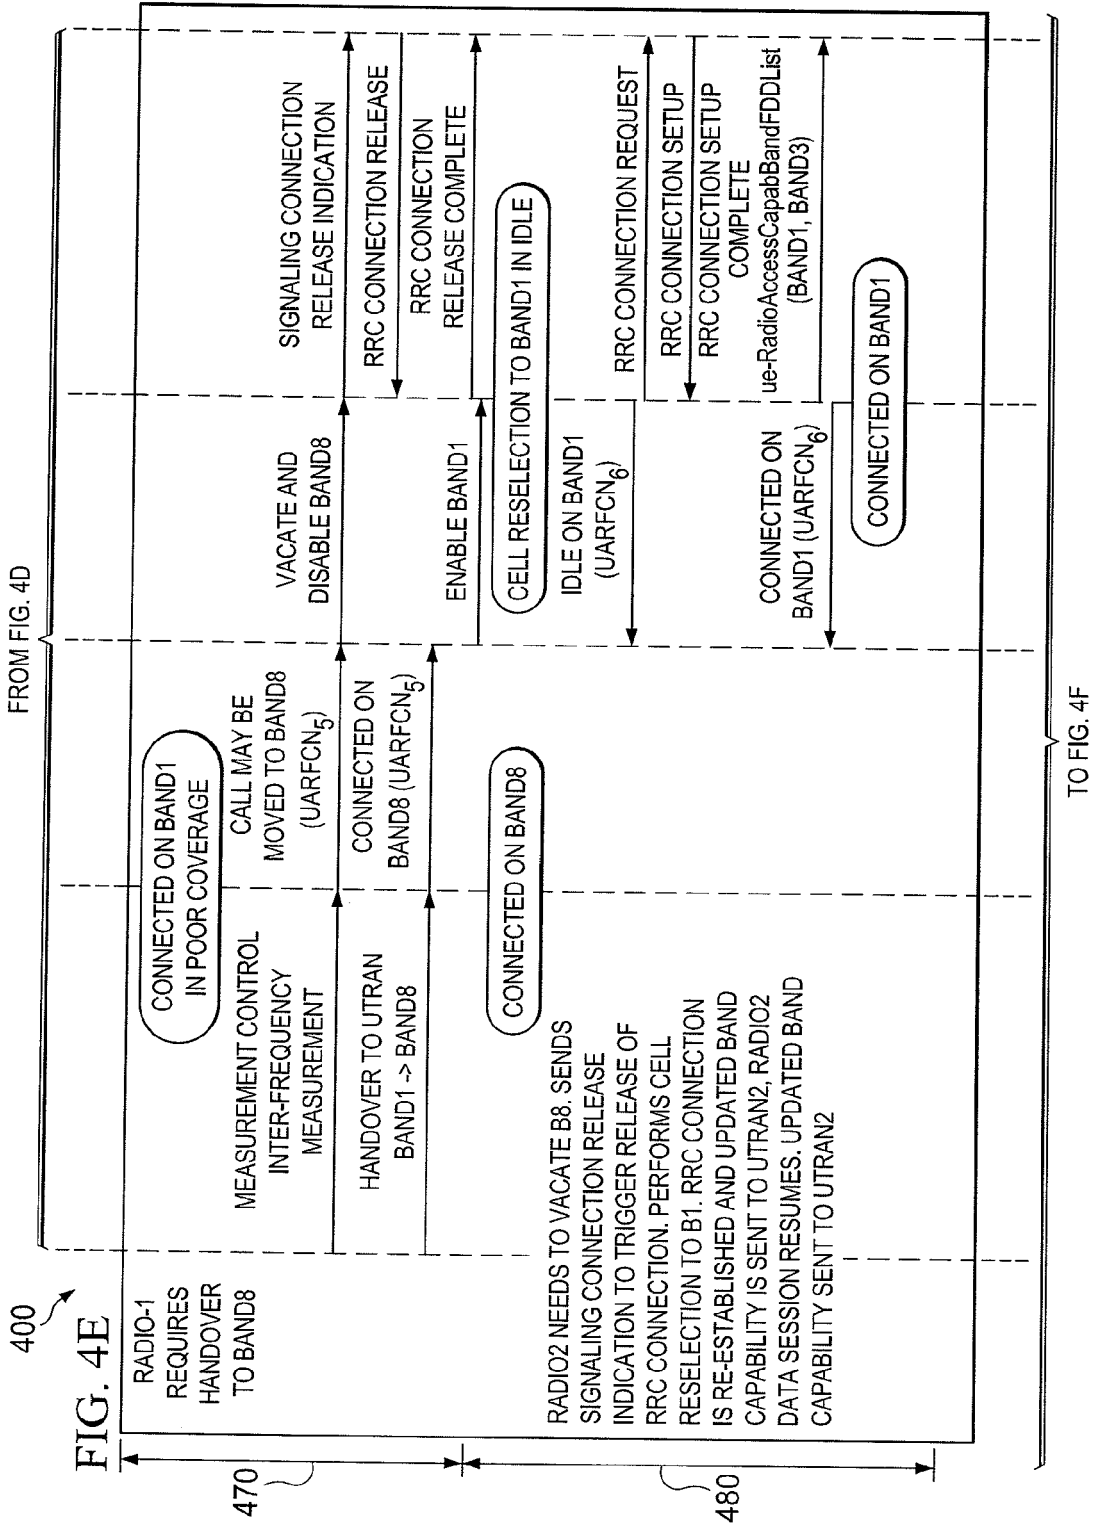 FROM FIG. 4D
400
FIG. 4E
RADIO-1
REQUIRES
HANDOVER
TO BAND8
CONNECTED ON BAND1
IN POOR COVERAGE
MEASUREMENT CONTROL
INTER-FREQUENCY
MEASUREMENT
CALL MAY BE
MOVED TO BAND8
(UARFCN5)
VACATE AND
DISABLE BAND8
SIGNALING CONNECTION
RELEASE INDICATION
RRC CONNECTION RELEASE
HANDOVER TO UTRAN
BAND1 -> BAND8
CONNECTED ON
BAND8 (UARFCN5)
ENABLE BAND1
RRC CONNECTION
RELEASE COMPLETE
470
CONNECTED ON BAND8
CELL RESELECTION TO BAND1 IN IDLE
RADIO2 NEEDS TO VACATE B8. SENDS
SIGNALING CONNECTION RELEASE
INDICATION TO TRIGGER RELEASE OF
RRC CONNECTION. PERFORMS CELL
RESELECTION TO B1. RRC CONNECTION
IS RE-ESTABLISHED AND UPDATED BAND
CAPABILITY IS SENT TO UTRAN2, RADIO2
DATA SESSION RESUMES. UPDATED BAND
CAPABILITY SENT TO UTRAN2
IDLE ON BAND1
(UARFCN6)
RRC CONNECTION REQUEST
RRC CONNECTION SETUP
RRC CONNECTION SETUP
COMPLETE
ue-RadioAccessCapabBandFDDList
(BAND1, BAND3)
CONNECTED ON
BAND1 (UARFCN6)
CONNECTED ON BAND1
480
TO FIG. 4F